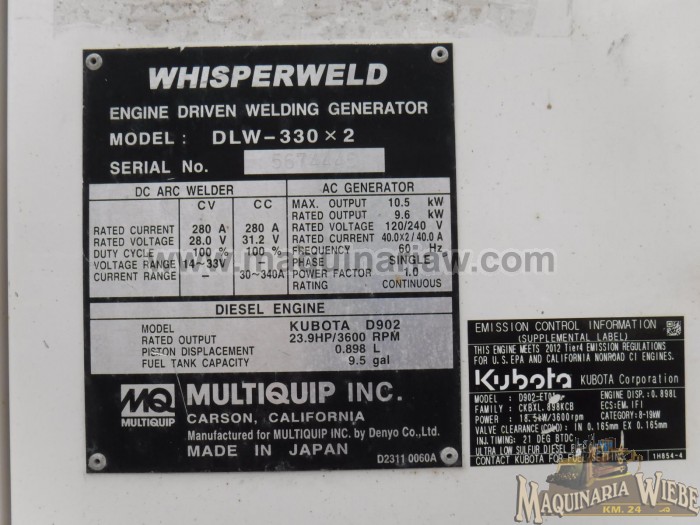 WHISPERWELD
ENGINE DRIVEN WELDING GENERATOR
MODEL: DLW-330×2
SERIAL No.
DC ARC WELDER
CV CC
RATED CURRENT 280 A 280 A
RATED VOLTAGE 28.0 V 31.2 V
DUTY CYCLE 100 % 100 %
VOLTAGE RANGE 14~33V –
CURRENT RANGE – 30~340A
AC GENERATOR
MAX. OUTPUT 10.5 kW
RATED OUTPUT 9.6 kW
RATED VOLTAGE 120/240 V
RATED CURRENT 40.0×2/40.0 A
FREQUENCY 60 Hz
PHASE SINGLE
POWER FACTOR 1.0
RATING CONTINUOUS
www.maquinariajw.com
DIESEL ENGINE
MODEL KUBOTA D902
RATED OUTPUT 23.9HP/3600 RPM
PISTON DISPLACEMENT 0.898 L
FUEL TANK CAPACITY 9.5 gal
MQ
MULTIQUIP
MULTIQUIP INC.
CARSON, CALIFORNIA
Manufactured for MULTIQUIP INC. by Denyo Co.,Ltd.
MADE IN JAPAN
D2311 0060A
EMISSION CONTROL INFORMATION
(SUPPLEMENTAL LABEL)
THIS ENGINE MEETS 2012 Tier4 EMISSION REGULATIONS
FOR U.S. EPA AND CALIFORNIA NONROAD CI ENGINES.
Kubota KUBOTA Corporation
MODEL : ENGINE DISP.:0.898L
FAMILY : CKBXL.898KCB ECS:EM, IFI
POWER : /3600rpm CATEGORY:8-19kW
VALVE CLEARANCE (COLD): IN 0.165mm EX 0.165mm
INJ.TIMING: 21 DEG BTDC
ULTRA LOW SULFUR DIESEL
CONTACT KUBOTA FOR
1H854-4
MAQUINARIA WIEBE
KM. 24